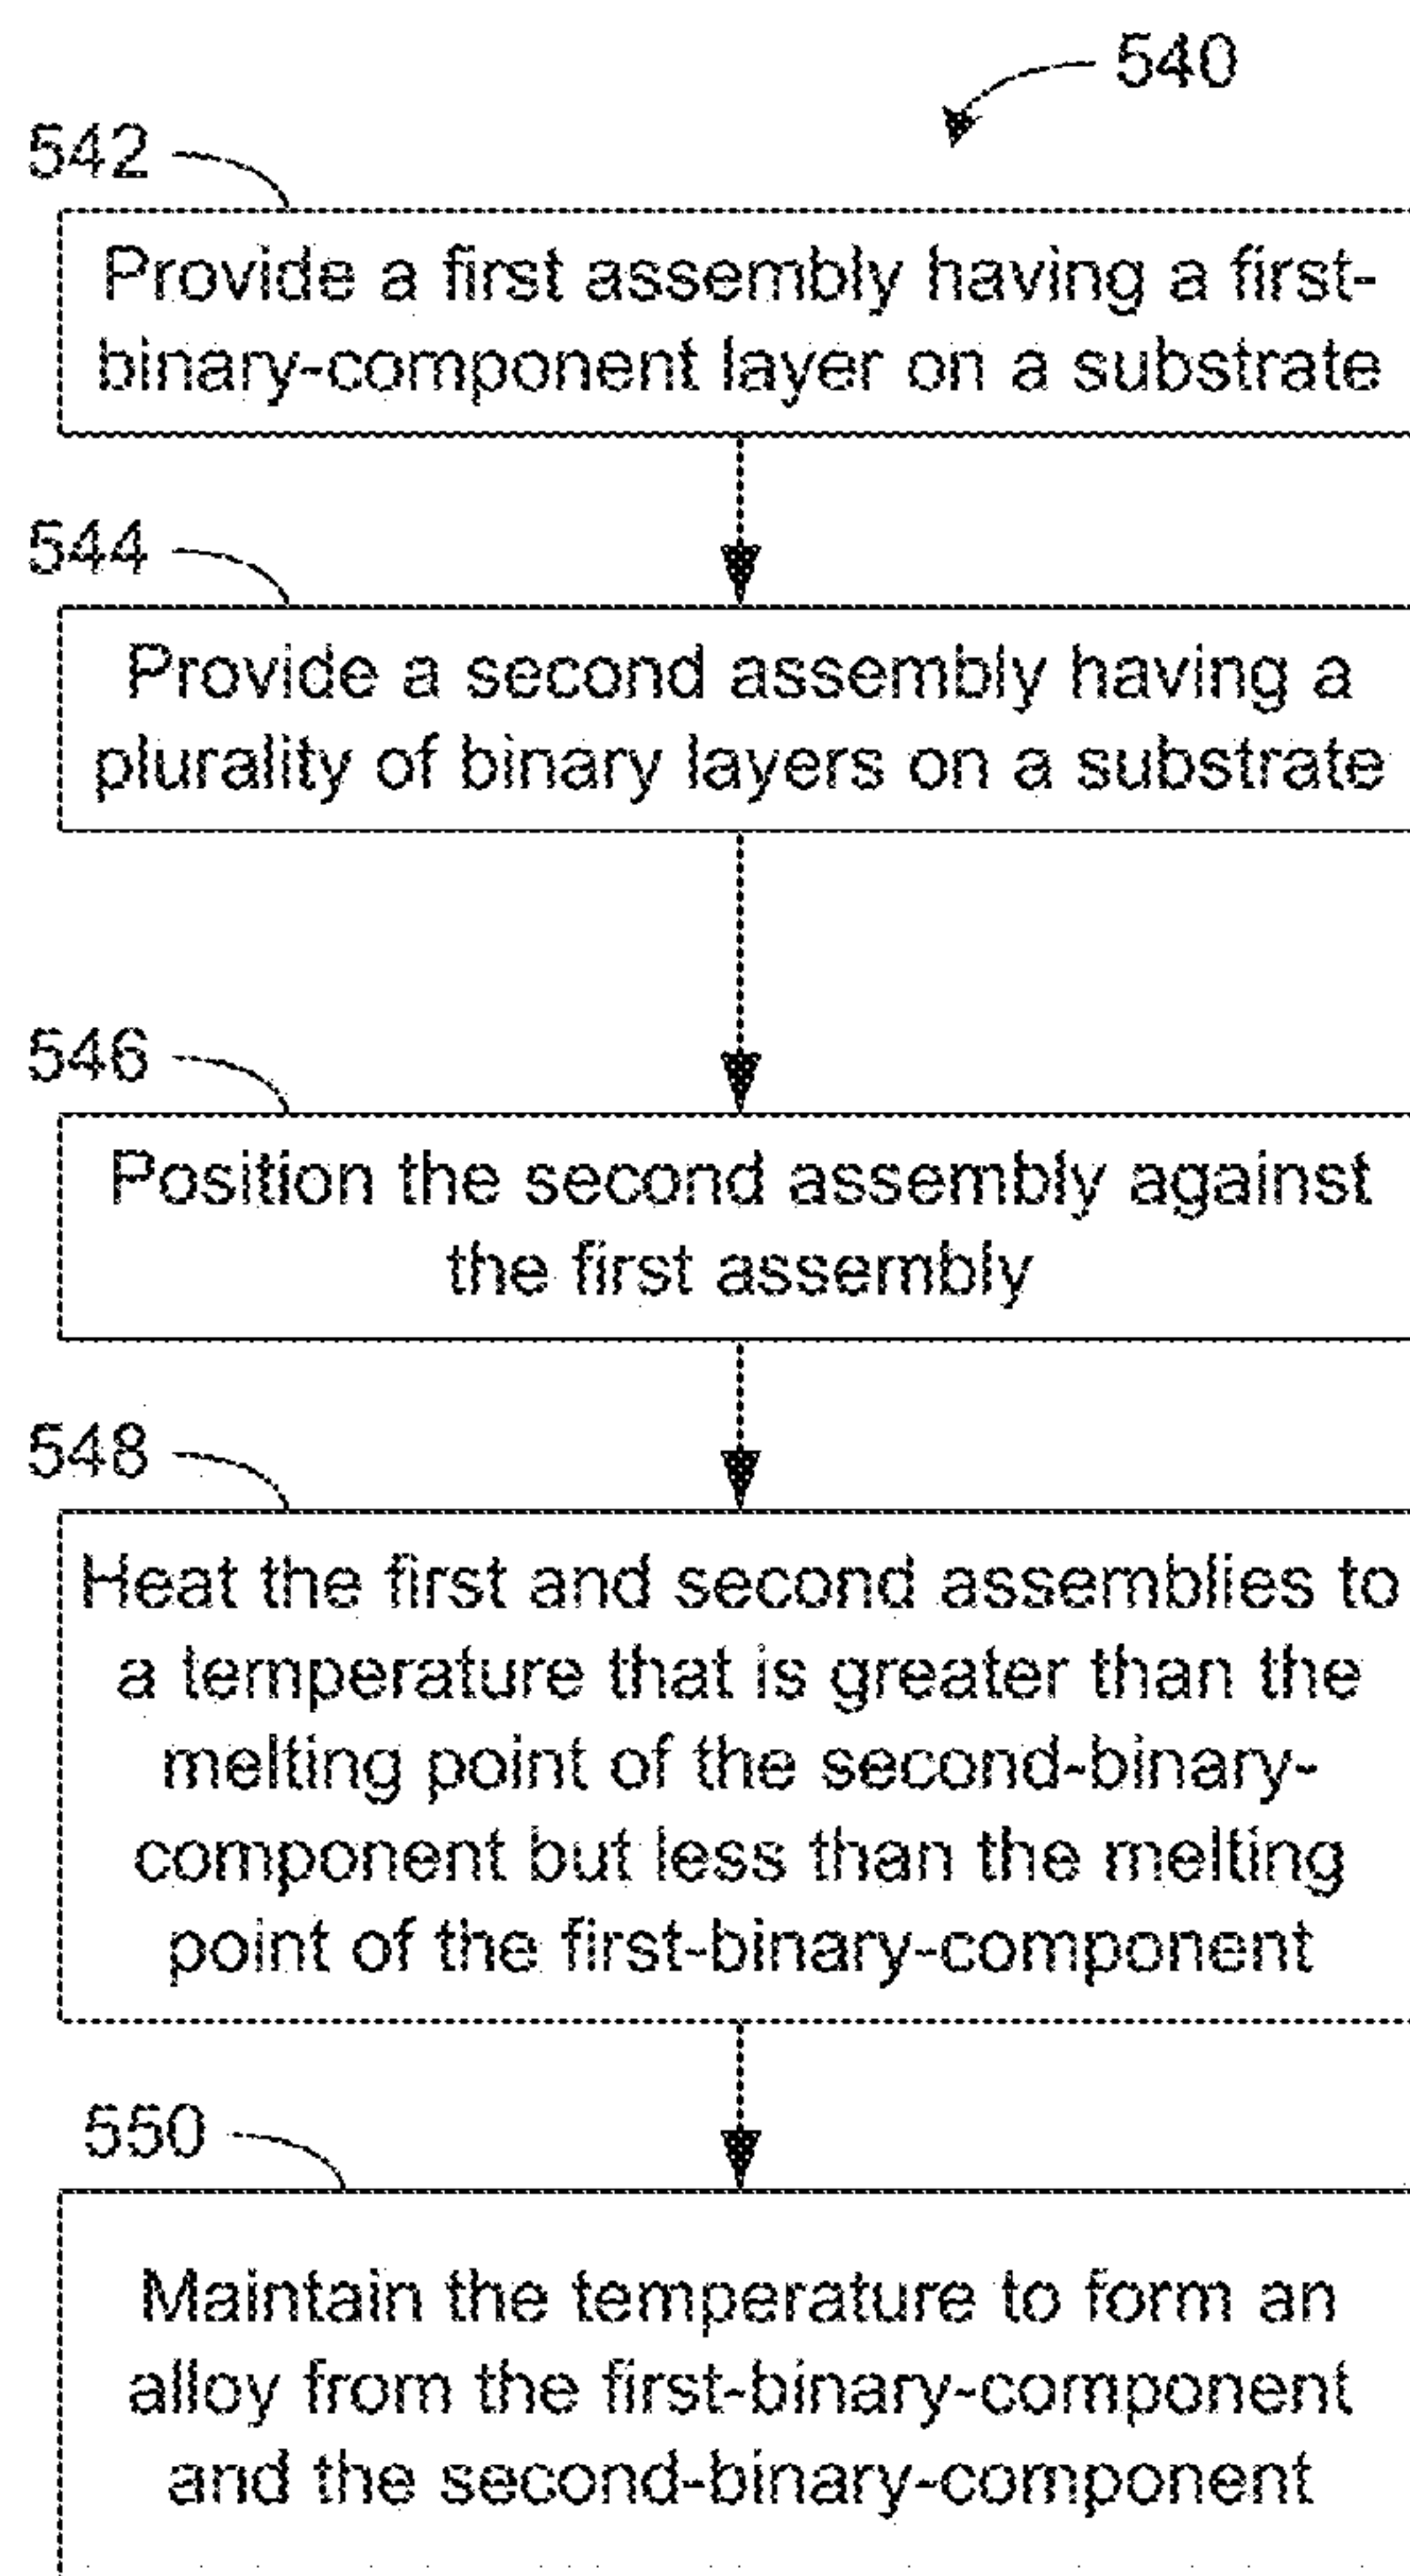 540
542
Provide a first assembly having a first-
binary-component layer on a substrate
544
Provide a second assembly having a
plurality of binary layers on a substrate
546
Position the second assembly against
the first assembly
548
Heat the first and second assemblies to
a temperature that is greater than the
melting point of the second-binary-
component but less than the melting
point of the first-binary-component
550
Maintain the temperature to form an
alloy from the first-binary-component
and the second-binary-component